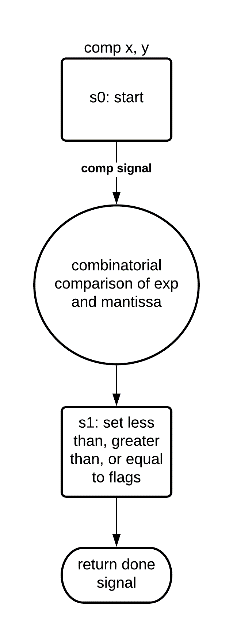 comp x, y
s0: start
comp signal
combinatorial
comparison of exp
and mantissa
s1: set less
than, greater
than, or equal
to flags
return done
signal